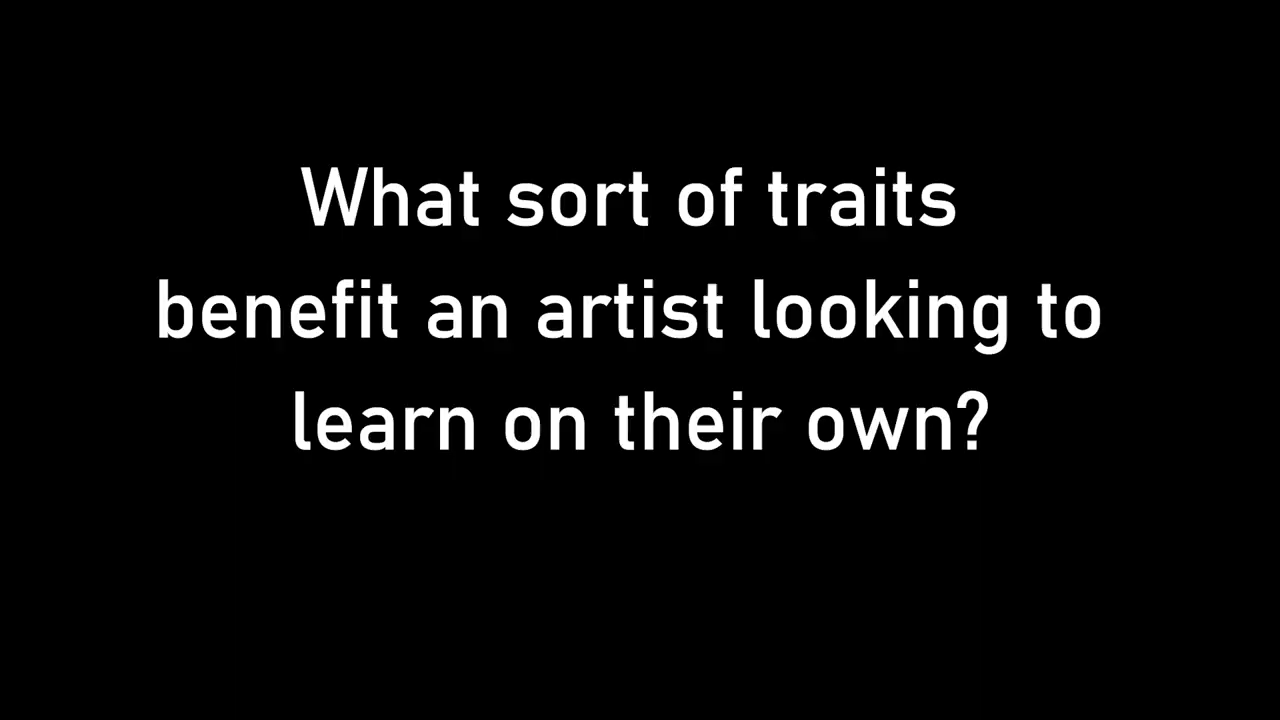 What sort of traits
benefit an artist looking to
learn on their own?